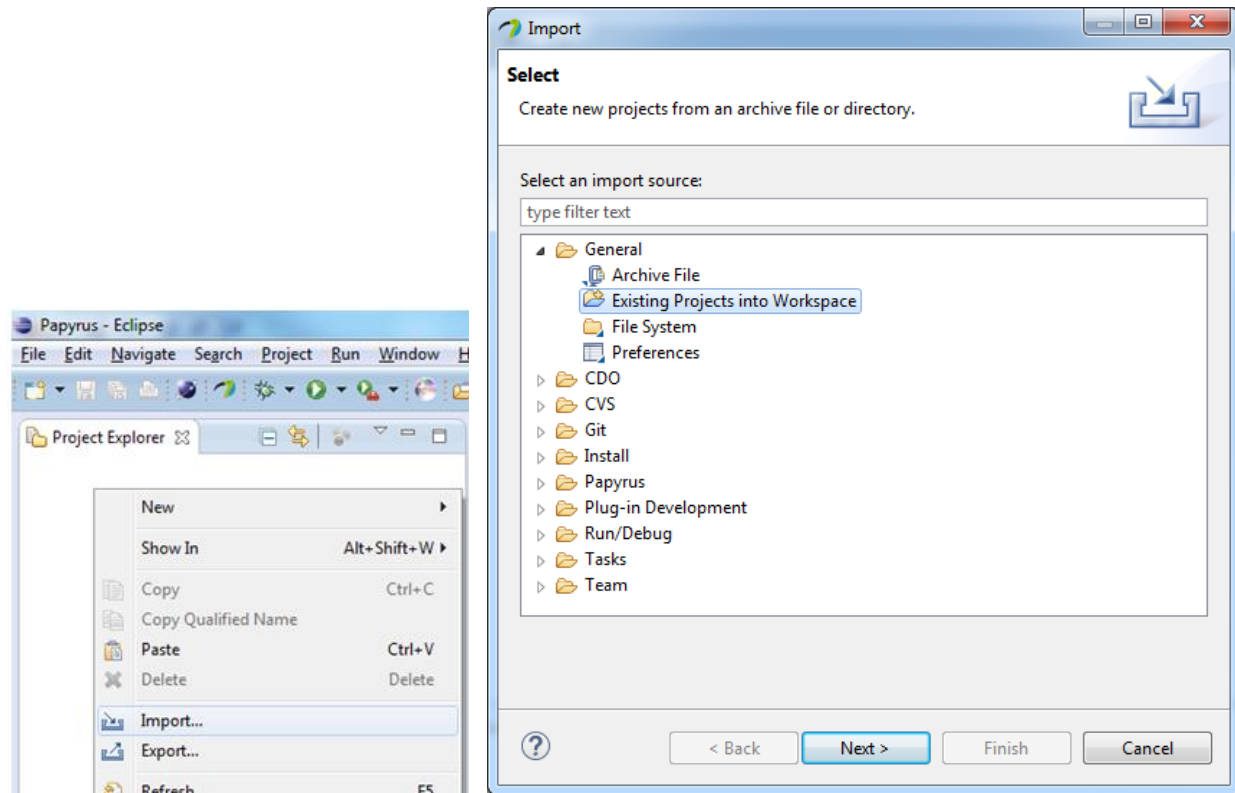 Papyrus - Eclipse
File Edit Navigate Search Project Run Window H
Project Explorer
New
Show In Alt+Shift+W
Copy Ctrl+C
Copy Qualified Name
Paste Ctrl+V
Delete Delete
Import...
Export...
Refresh F5
Import
Select
Create new projects from an archive file or directory.
Select an import source:
type filter text
General
Archive File
Existing Projects into Workspace
File System
Preferences
CDO
CVS
Git
Install
Papyrus
Plug-in Development
Run/Debug
Tasks
Team
? < Back Next > Finish Cancel